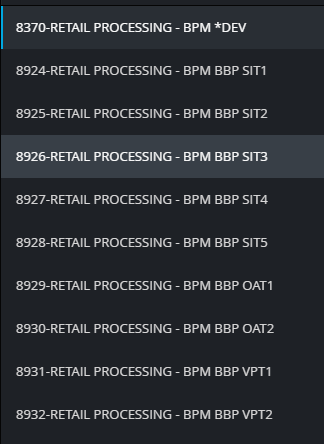 8370-RETAIL PROCESSING - BPM *DEV
8924-RETAIL PROCESSING - BPM BBP SIT1
8925-RETAIL PROCESSING - BPM BBP SIT2
8926-RETAIL PROCESSING - BPM BBP SIT3
8927-RETAIL PROCESSING - BPM BBP SIT4
8928-RETAIL PROCESSING - BPM BBP SIT5
8929-RETAIL PROCESSING - BPM BBP OAT1
8930-RETAIL PROCESSING - BPM BBP OAT2
8931-RETAIL PROCESSING - BPM BBP VPT1
8932-RETAIL PROCESSING - BPM BBP VPT2